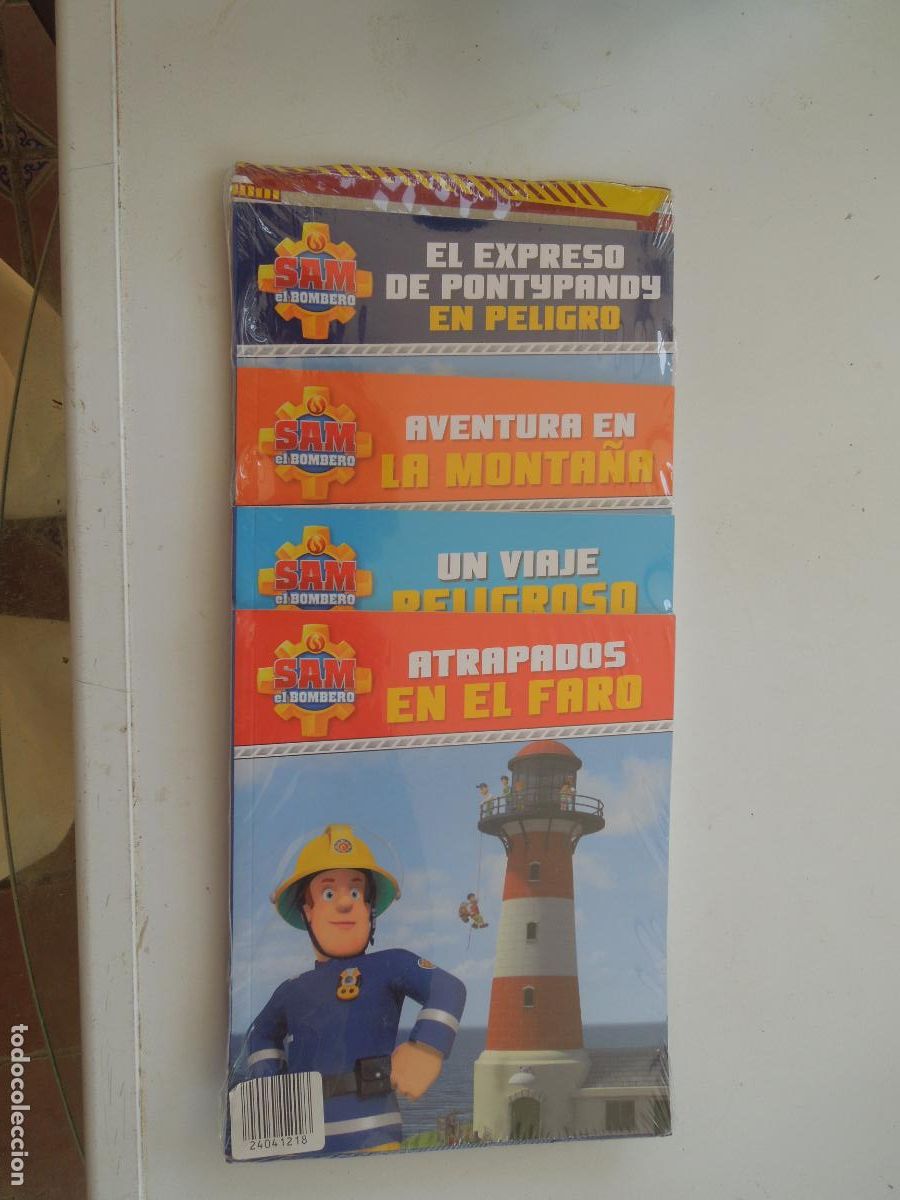 SAM
el BOMBERO
EL EXPRESO
DE PONTYPANDY
EN PELIGRO
SAM
el BOMBERO
AVENTURA EN
LA MONTAÑA
SAM
el BOMBERO
UN VIAJE
PELIGROSO
SAM
el BOMBERO
ATRAPADOS
EN EL FARO
24041218
todocoleccion